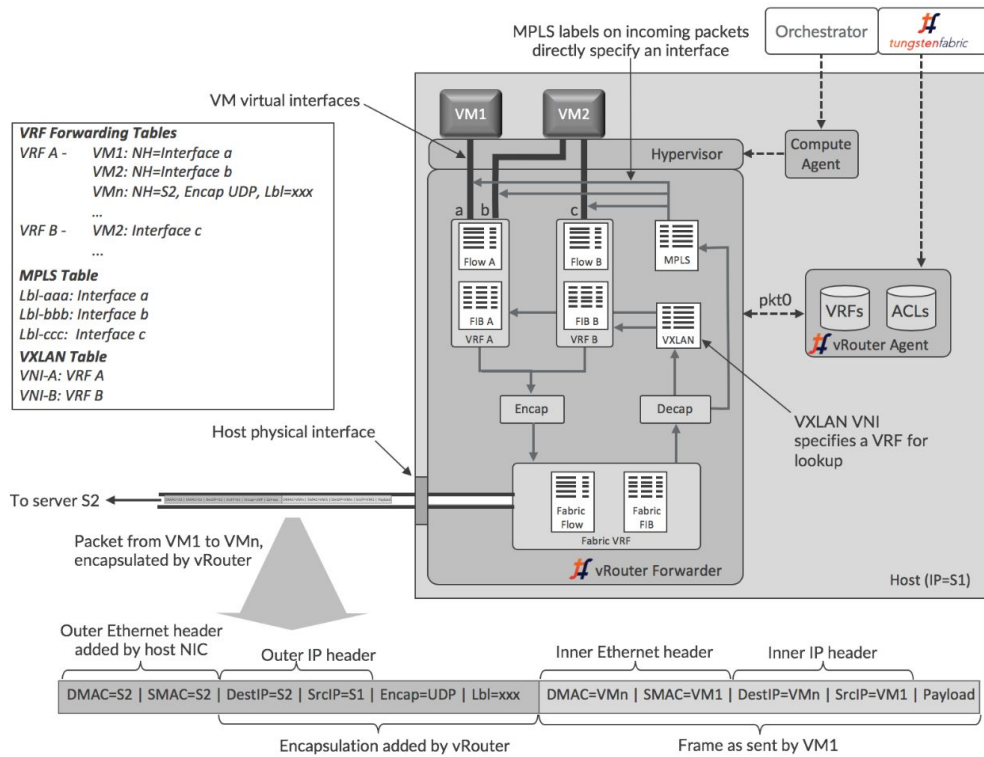 MPLS labels on incoming packets
directly specify an interface
Orchestrator
tungstenfabric
VM virtual interfaces
VM1
VM2
Hypervisor
Compute
Agent
VRF Forwarding Tables
VRF A - VM1: NH=Interface a
VM2: NH=Interface b
VMn: NH=S2, Encap UDP, Lbl=xxx
...
VRF B - VM2: Interface c
...
MPLS Table
Lbl-aaa: Interface a
Lbl-bbb: Interface b
Lbl-ccc: Interface c
VXLAN Table
VNI-A: VRF A
VNI-B: VRF B
a b c
Flow A
Flow B
MPLS
FIB A
FIB B
VXLAN
VRF A
VRF B
pkt0
VRFs
ACLs
vRouter Agent
Encap
Decap
VXLAN VNI
specifies a VRF for
lookup
Host physical interface
To server S2
Fabric
Flow
Fabric
FIB
Fabric VRF
Packet from VM1 to VMn,
encapsulated by vRouter
vRouter Forwarder
Host (IP=S1)
Outer Ethernet header
added by host NIC
Outer IP header
Inner Ethernet header
Inner IP header
DMAC=S2 | SMAC=S2 | DestIP=S2 | SrcIP=S1 | Encap=UDP | Lbl=xxx | DMAC=VMn | SMAC=VM1 | DestIP=VMn | SrcIP=VM1 | Payload
Encapsulation added by vRouter
Frame as sent by VM1